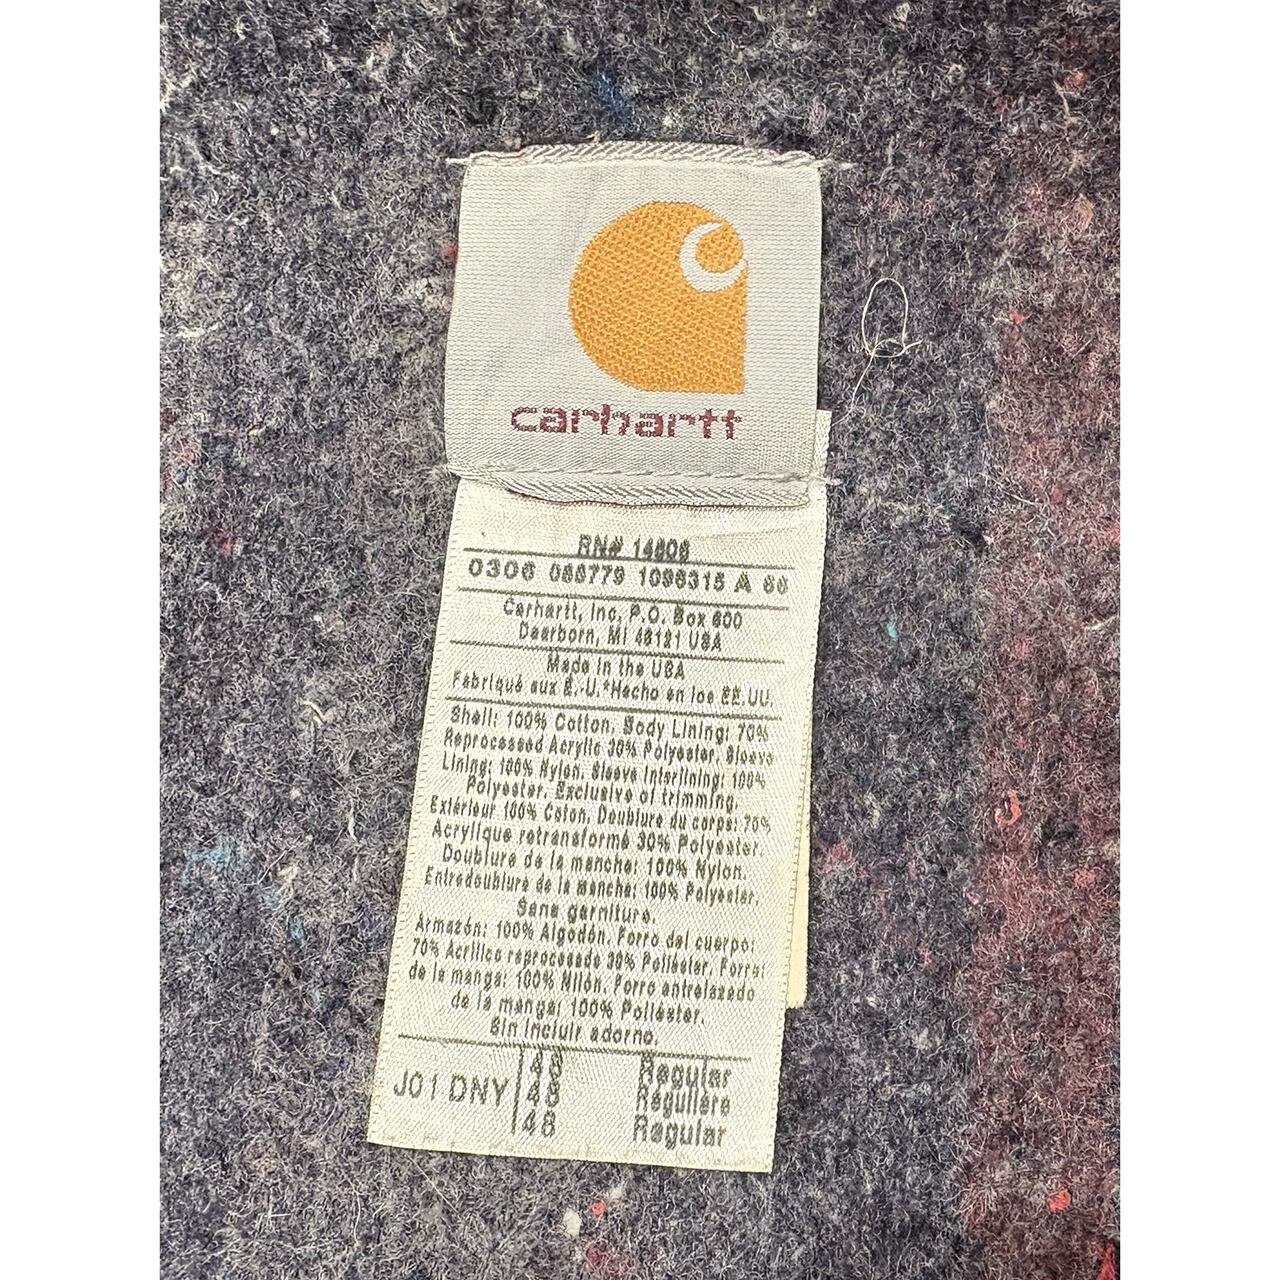 carhartt
RN# 14806
0306 088779 1096315 A 86
Carhartt, Inc, P.O. Box 600
Dearborn, MI 48121 USA
Made in the USA
Fabriqué aux É.-U.*Hecho en los EE.UU.
Shell: 100% Cotton, Body Lining: 70%
Reprocessed Acrylic 30% Polyester, Sleeve
Lining: 100% Nylon, Sleeve Interlining: 100%
Polyester. Exclusive of trimming.
Extérieur 100% Coton, Doublure du corps: 70%
Acrylique retransformé 30% Polyester.
Doublure de la manche: 100% Nylon.
Entredoublure de la manche: 100% Polyester.
Sans garniture.
Armazón: 100% Algodón. Forro del cuerpo:
70% Acrílico reprocesado 30% Poliéster. Forro:
de la manga: 100% Nilón. Forro entrelazado
de la manga: 100% Poliéster.
Sin incluir adorno.
48 Regular
J01 DNY 48 Régulière
48 Regular